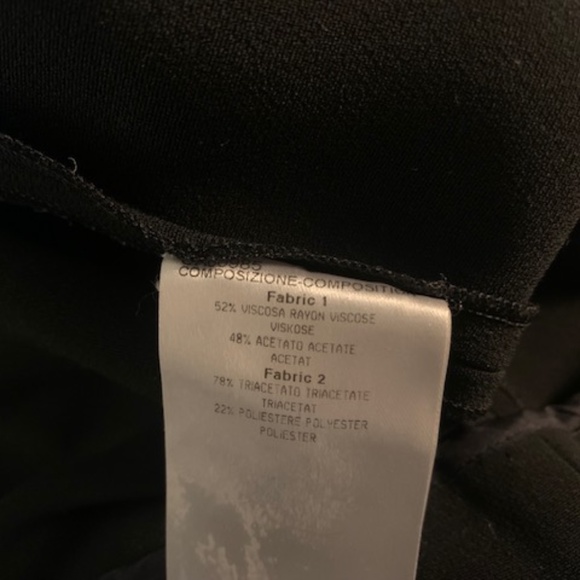 COMPOSIZIONE-COMPOSITION
Fabric 1
52% VISCOSA RAYON VISCOSE
VISKOSE
48% ACETATO ACETATE
ACETAT
Fabric 2
78% TRIACETATO TRIACETATE
TRIACETAT
22% POLIESTERE POLYESTER
POLIESTER